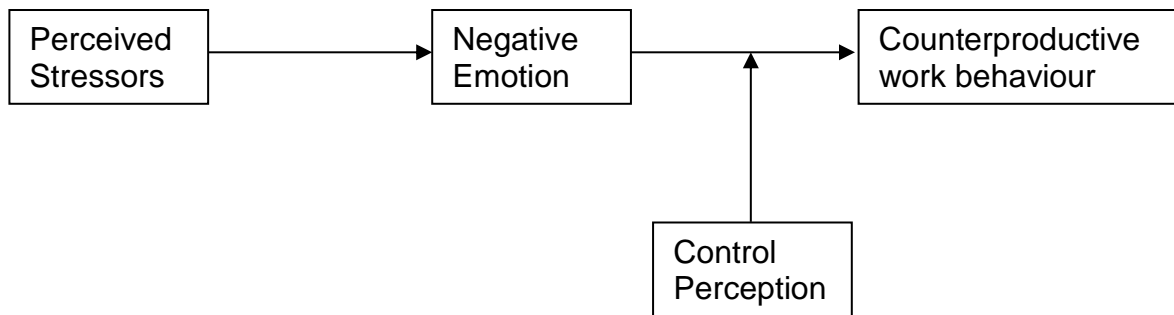 Perceived
Stressors
Negative
Emotion
Counterproductive
work behaviour
Control
Perception